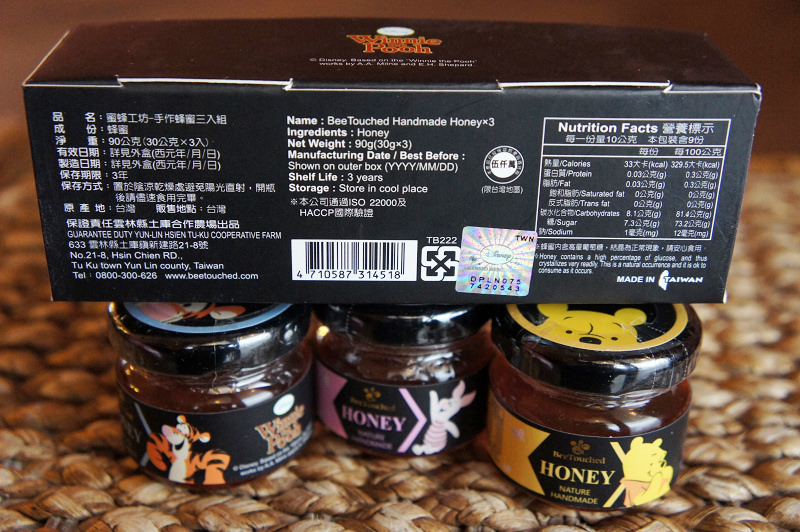 Winnie
the
Pooh
© Disney. Based on the "Winnie the Pooh"
works by A.A. Milne and E.H. Shepard.
品 名：蜜蜂工坊-手作蜂蜜三入組
成 份：蜂蜜
淨 重：90公克(30公克×3入)
有效日期：詳見外盒(西元年/月/日)
製造日期：詳見外盒(西元年/月/日)
保存期限：3年
保存方式：置於陰涼乾燥處避免陽光直射，開瓶
後請儘速食用完畢。
原 產 地：台灣 販售地點：台灣
保證責任雲林縣土庫合作農場出品
GUARANTEE DUTY YUN-LIN HSIEN TU-KU COOPERATIVE FARM
633 雲林縣土庫鎮新建路21-8號
No.21-8, Hsin Chien RD.,
Tu Ku town Yun Lin county, Taiwan
Tel：0800-300-626 www.beetouched.com
Name : BeeTouched Handmade Honey×3
Ingredients : Honey
Net Weight : 90g(30g×3)
Manufacturing Date / Best Before :
Shown on outer box (YYYY/MM/DD)
Shelf Life : 3 years
Storage : Store in cool place
※本公司通過ISO 22000及
HACCP國際驗證
伍仟萬
(限台灣地區)
4 710587 314518
TB222
TWN
Disney
DPLN075
7420543
Nutrition Facts 營養標示
每一份量10公克 本包裝含9份
每份 每100公克
熱量/Calories 33大卡(kcal) 329.5大卡(kcal)
蛋白質/Protein 0.03公克(g) 0.3公克(g)
脂肪/Fat 0.03公克(g) 0.3公克(g)
飽和脂肪/Saturated fat 0公克(g) 0公克(g)
反式脂肪/Trans fat 0公克(g) 0公克(g)
碳水化合物/Carbohydrates 8.1公克(g) 81.4公克(g)
糖/Sugar 7.3公克(g) 73.2公克(g)
鈉/Sodium 1毫克(mg) 12毫克(mg)
※蜂蜜內含高量葡萄糖，結晶為正常現象，請安心食用。
Honey contains a high percentage of glucose, and thus
crystallizes very readily. This is a natural occurrence and it is ok to
consume as it occurs.
MADE IN TAIWAN
Winnie
the
Pooh
© Disney. Based on the
works by A.A.
BeeTouched
HONEY
NATURE
HANDMADE
BeeTouched
HONEY
NATURE
HANDMADE